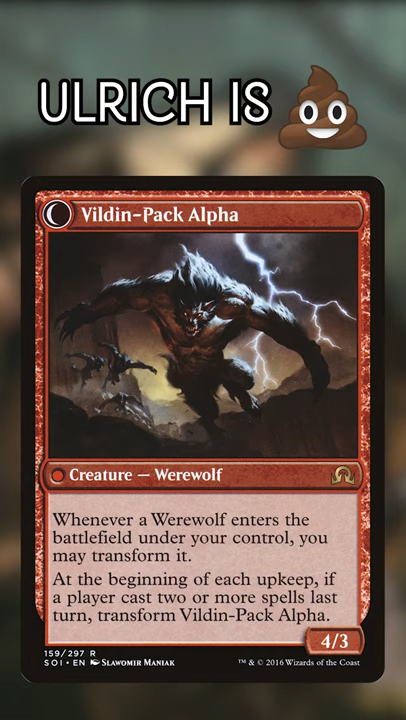 ULRICH IS 💩
Vildin-Pack Alpha
Creature — Werewolf
Whenever a Werewolf enters the
battlefield under your control, you
may transform it.
At the beginning of each upkeep, if
a player cast two or more spells last
turn, transform Vildin-Pack Alpha.
4/3
159/297 R
SOI • EN Slawomir Maniak
™ & © 2016 Wizards of the Coast